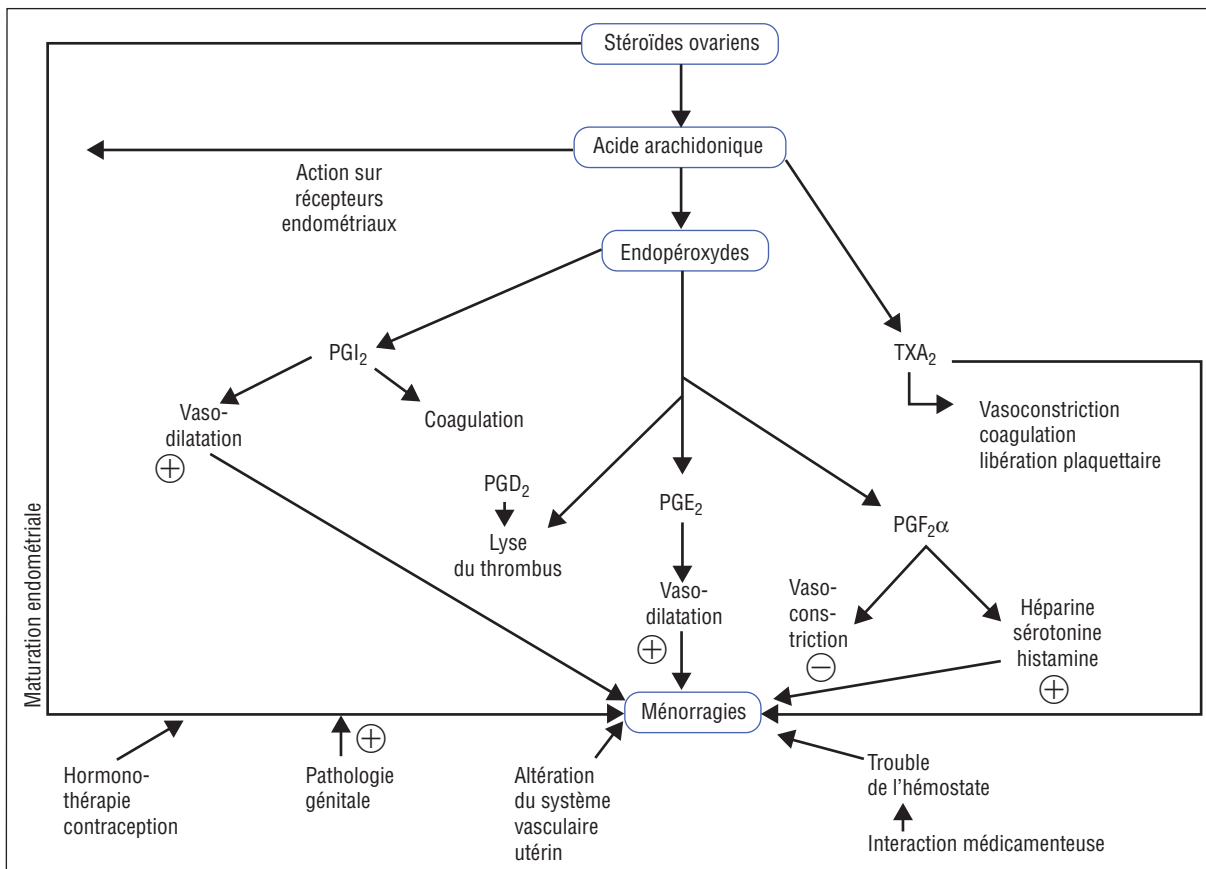 Stéroïdes ovariens
Acide arachidonique
Action sur
récepteurs
endométriaux
Endopéroxydes
PGI₂
TXA₂
Vaso-
dilatation
+
Coagulation
Vasoconstriction
coagulation
libération plaquettaire
PGD₂
Lyse
du thrombus
PGE₂
PGF₂α
Vaso-
dilatation
+
Vaso-
cons-
triction
−
Héparine
sérotonine
histamine
+
Maturation endométriale
Ménorragies
Hormono-
thérapie
contraception
+
Pathologie
génitale
Altération
du système
vasculaire
utérin
Trouble
de l'hémostate
Interaction médicamenteuse